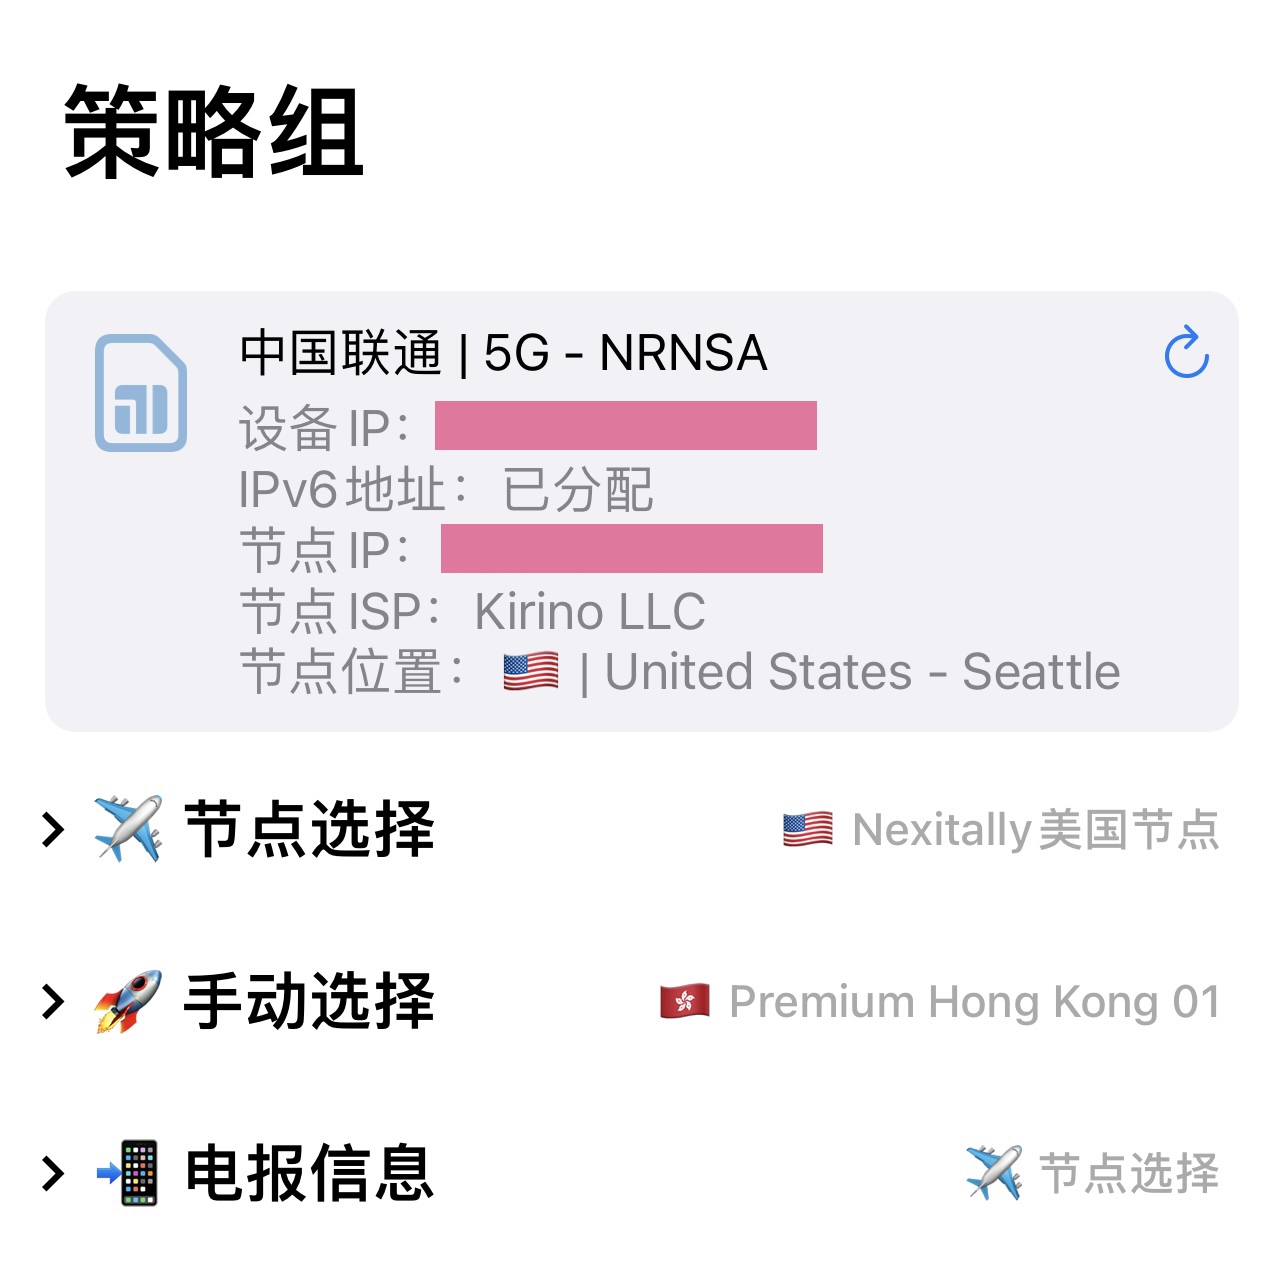 策略组
中国联通 | 5G - NRNSA
设备 IP：
IPv6地址： 已分配
节点 IP：
节点 ISP： Kirino LLC
节点位置： 🇺🇸 | United States - Seattle
✈️ 节点选择 🇺🇸 Nexitally美国节点
🚀 手动选择 🇭🇰 Premium Hong Kong 01
📲 电报信息 ✈️ 节点选择